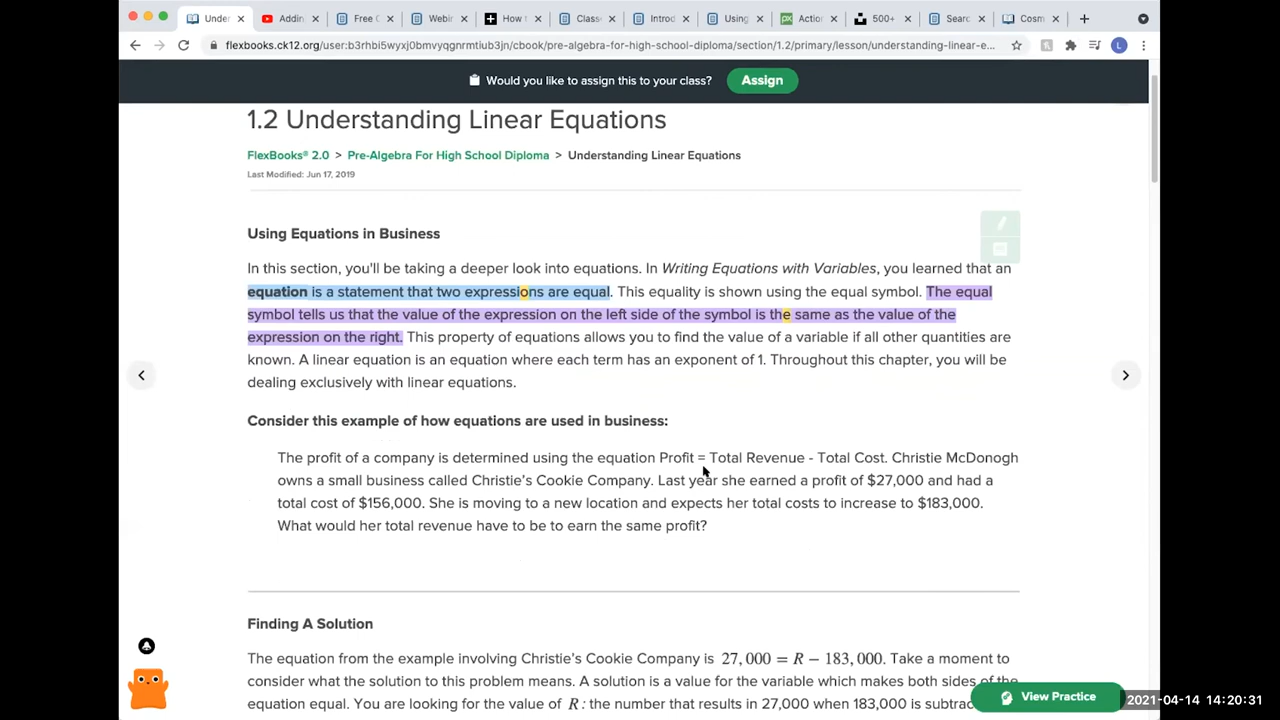 Under
Addin
Free C
Webin
How t
Class
Introd
Using
Action
500+
Searc
Cosm
flexbooks.ck12.org/user:b3rhbi5wyxj0bmvyqgnrmtiub3jn/cbook/pre-algebra-for-high-school-diploma/section/1.2/primary/lesson/understanding-linear-e...
L
Would you like to assign this to your class?
Assign
1.2 Understanding Linear Equations
FlexBooks® 2.0 > Pre-Algebra For High School Diploma > Understanding Linear Equations
Last Modified: Jun 17, 2019
Using Equations in Business
In this section, you'll be taking a deeper look into equations. In Writing Equations with Variables, you learned that an
equation is a statement that two expressions are equal. This equality is shown using the equal symbol. The equal
symbol tells us that the value of the expression on the left side of the symbol is the same as the value of the
expression on the right. This property of equations allows you to find the value of a variable if all other quantities are
known. A linear equation is an equation where each term has an exponent of 1. Throughout this chapter, you will be
dealing exclusively with linear equations.
Consider this example of how equations are used in business:
The profit of a company is determined using the equation Profit = Total Revenue - Total Cost. Christie McDonogh
owns a small business called Christie's Cookie Company. Last year she earned a profit of $27,000 and had a
total cost of $156,000. She is moving to a new location and expects her total costs to increase to $183,000.
What would her total revenue have to be to earn the same profit?
Finding A Solution
The equation from the example involving Christie's Cookie Company is 27,000 = R − 183,000. Take a moment to
consider what the solution to this problem means. A solution is a value for the variable which makes both sides of the
equation equal. You are looking for the value of R: the number that results in 27,000 when 183,000 is subtrac
View Practice
2021-04-14 14:20:31